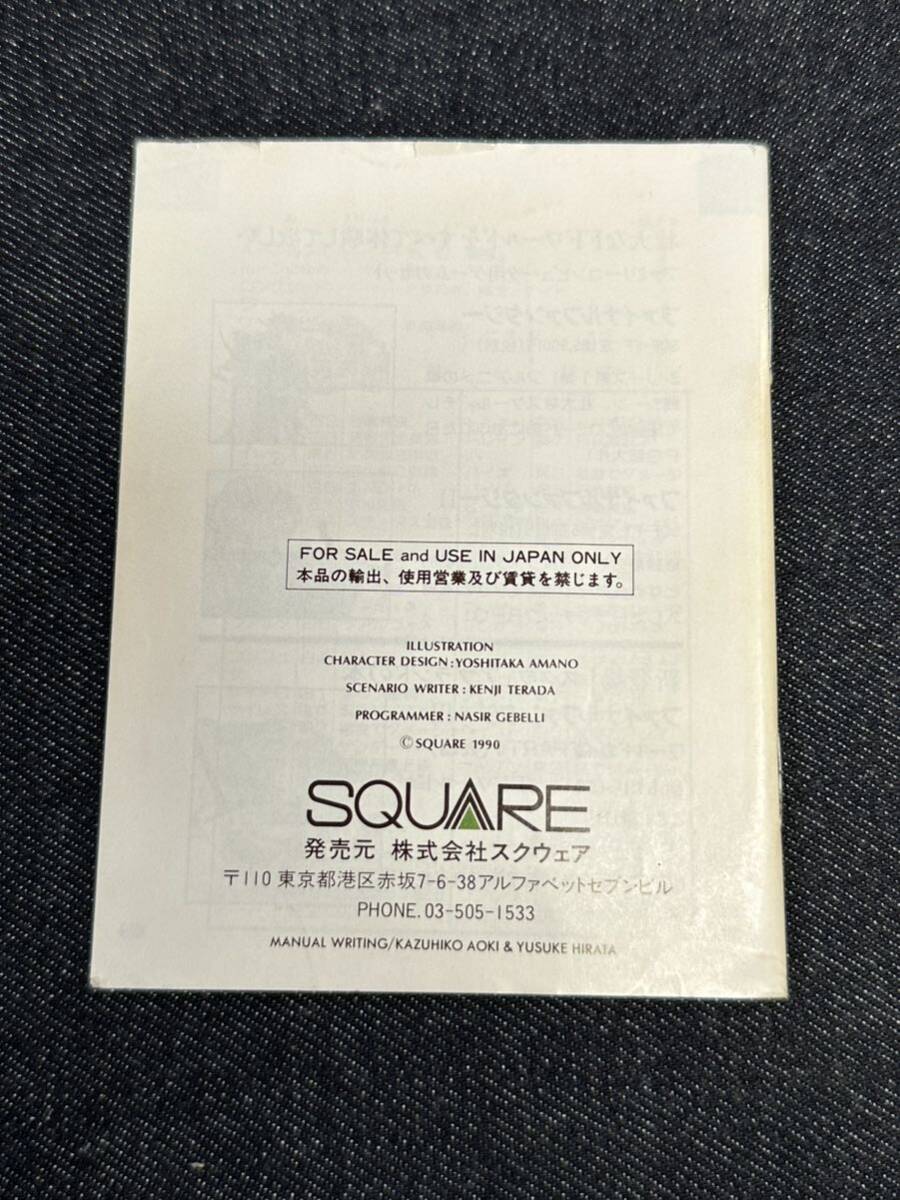 FOR SALE and USE IN JAPAN ONLY
本品の輸出、使用営業及び賃貸を禁じます。
ILLUSTRATION
CHARACTER DESIGN : YOSHITAKA AMANO
SCENARIO WRITER : KENJI TERADA
PROGRAMMER : NASIR GEBELLI
© SQUARE 1990
SQUARE
発売元 株式会社スクウェア
〒110 東京都港区赤坂7-6-38アルファベットセブンビル
PHONE. 03-505-1533
MANUAL WRITING/KAZUHIKO AOKI & YUSUKE HIRATA